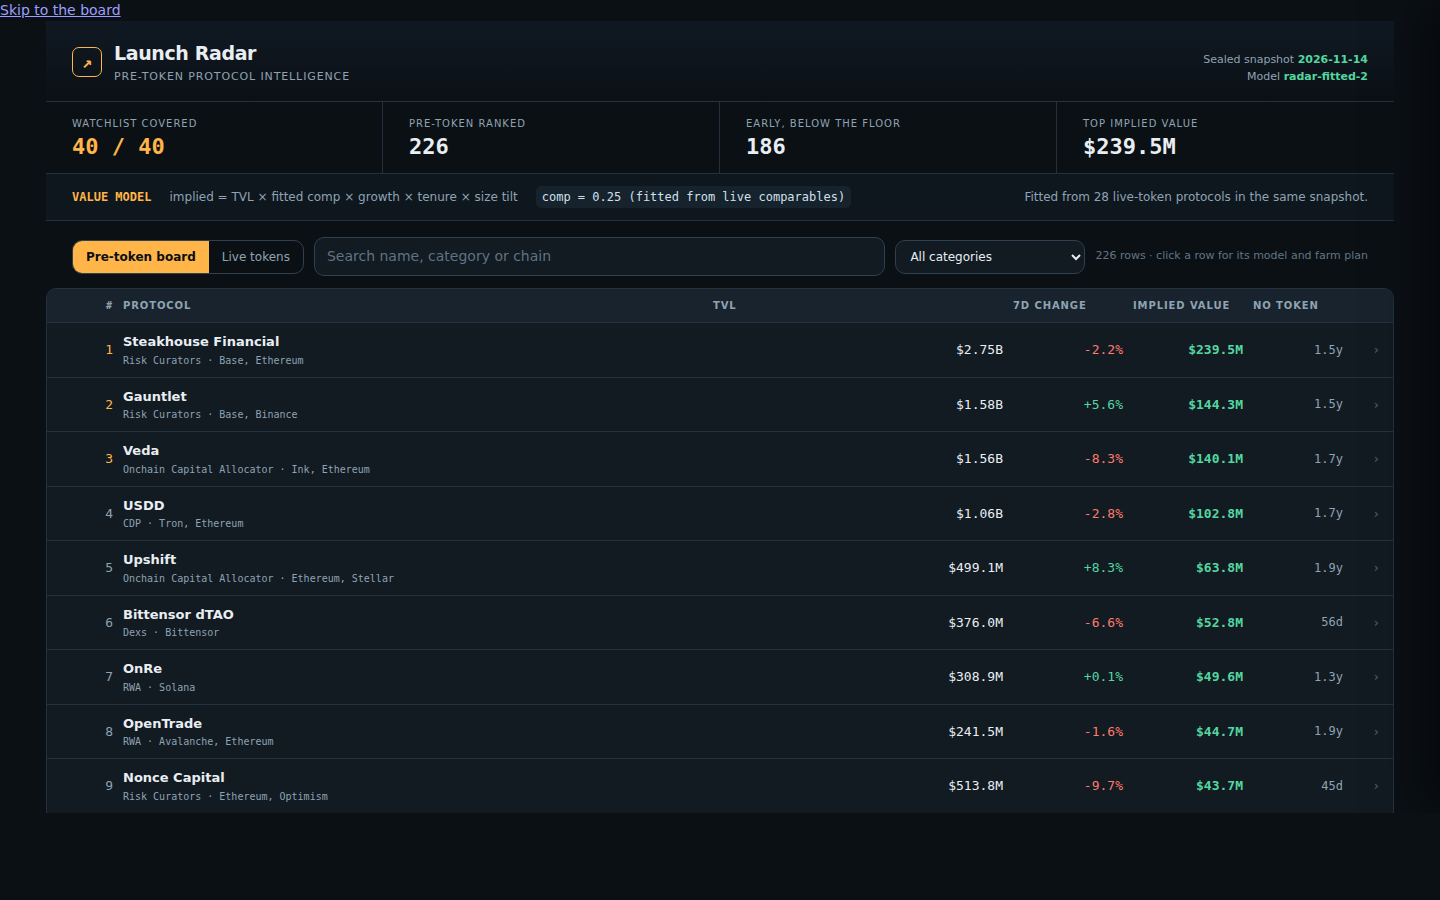 Skip to the board
↗ Launch Radar
PRE-TOKEN PROTOCOL INTELLIGENCE
Sealed snapshot 2026-11-14
Model radar-fitted-2
WATCHLIST COVERED
40 / 40
PRE-TOKEN RANKED
226
EARLY, BELOW THE FLOOR
186
TOP IMPLIED VALUE
$239.5M
VALUE MODEL implied = TVL × fitted comp × growth × tenure × size tilt comp = 0.25 (fitted from live comparables) Fitted from 28 live-token protocols in the same snapshot.
Pre-token board Live tokens Search name, category or chain All categories 226 rows · click a row for its model and farm plan
# PROTOCOL TVL 7D CHANGE IMPLIED VALUE NO TOKEN
1 Steakhouse Financial $2.75B -2.2% $239.5M 1.5y ›
Risk Curators · Base, Ethereum
2 Gauntlet $1.58B +5.6% $144.3M 1.5y ›
Risk Curators · Base, Binance
3 Veda $1.56B -8.3% $140.1M 1.7y ›
Onchain Capital Allocator · Ink, Ethereum
4 USDD $1.06B -2.8% $102.8M 1.7y ›
CDP · Tron, Ethereum
5 Upshift $499.1M +8.3% $63.8M 1.9y ›
Onchain Capital Allocator · Ethereum, Stellar
6 Bittensor dTAO $376.0M -6.6% $52.8M 56d ›
Dexs · Bittensor
7 OnRe $308.9M +0.1% $49.6M 1.3y ›
RWA · Solana
8 OpenTrade $241.5M -1.6% $44.7M 1.9y ›
RWA · Avalanche, Ethereum
9 Nonce Capital $513.8M -9.7% $43.7M 45d ›
Risk Curators · Ethereum, Optimism